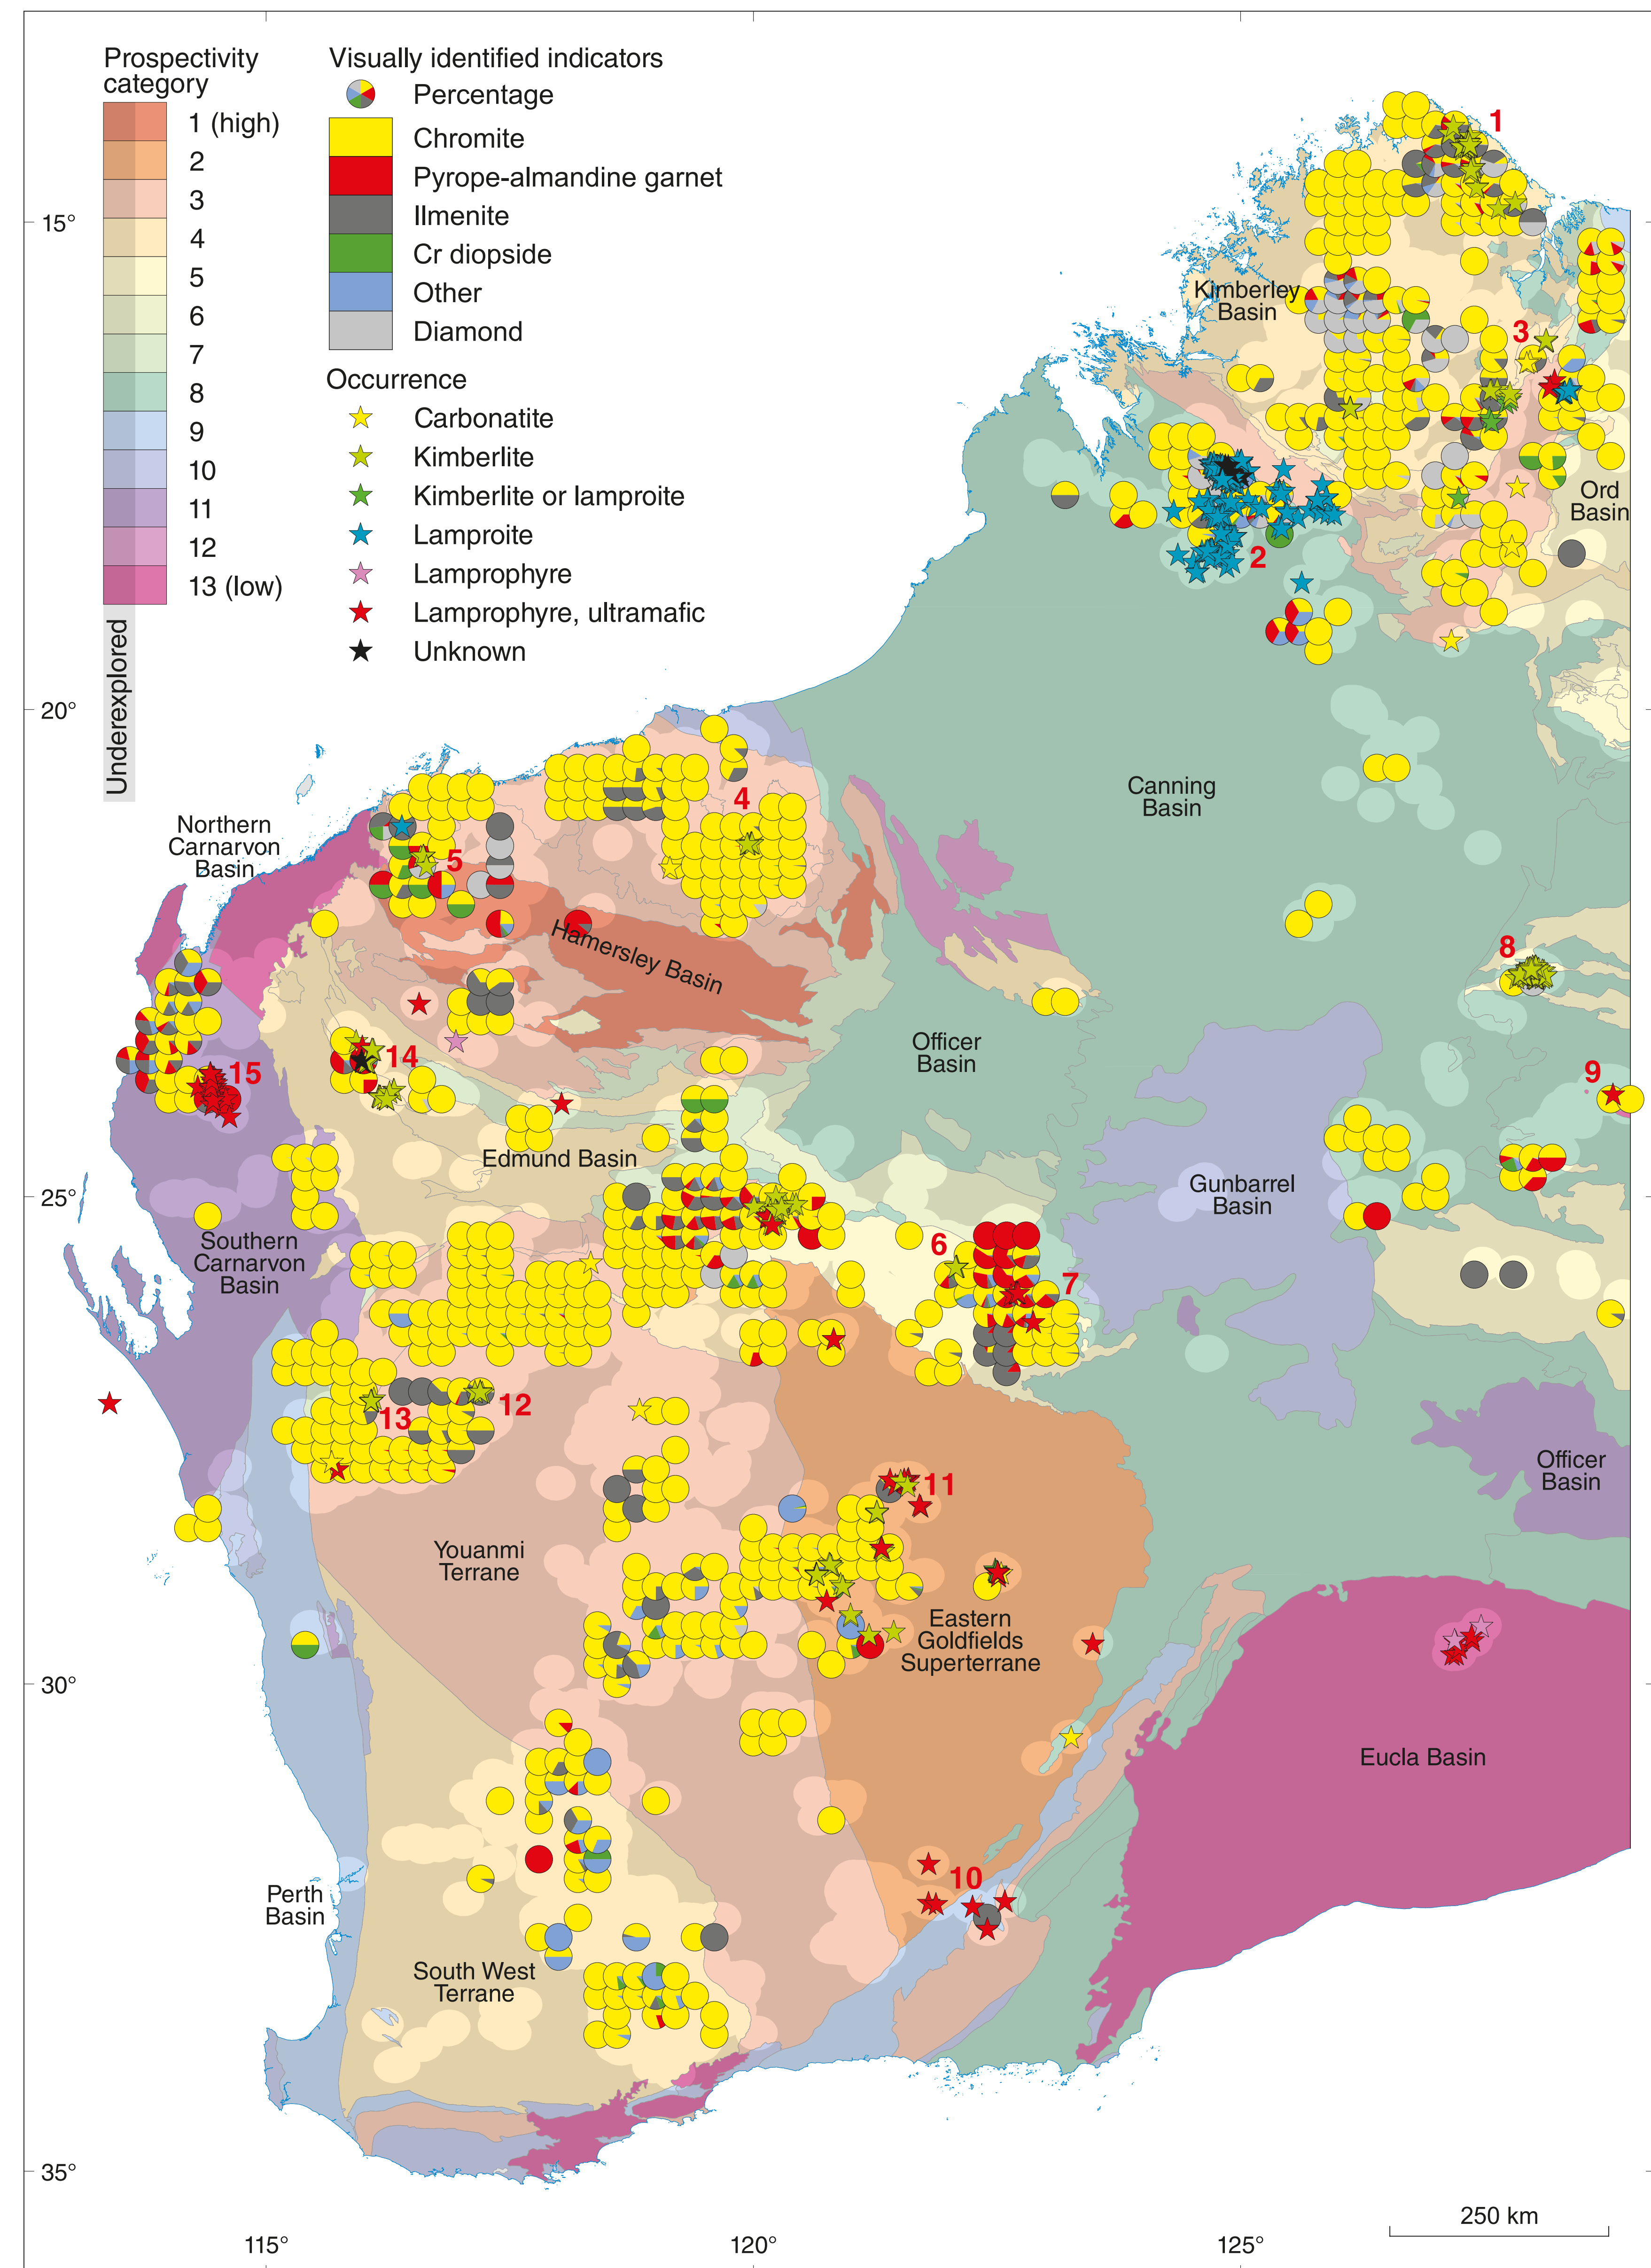 Prospectivity
category
1 (high)
2
3
4
5
6
7
8
9
10
11
12
13 (low)
Underexplored
Visually identified indicators
Percentage
Chromite
Pyrope-almandine garnet
Ilmenite
Cr diopside
Other
Diamond
Occurrence
Carbonatite
Kimberlite
Kimberlite or lamproite
Lamproite
Lamprophyre
Lamprophyre, ultramafic
Unknown
1
15°
Kimberley
Basin
3
Ord
Basin
2
20°
Canning
Basin
4
Northern
Carnarvon
Basin
5
Hamersley Basin
8
Officer
Basin
14
15
9
Edmund Basin
25°
Gunbarrel
Basin
Southern
Carnarvon
Basin
6
7
12
13
Officer
Basin
11
Youanmi
Terrane
Eastern
Goldfields
Superterrane
30°
Eucla Basin
10
Perth
Basin
South West
Terrane
35°
250 km
115°
120°
125°